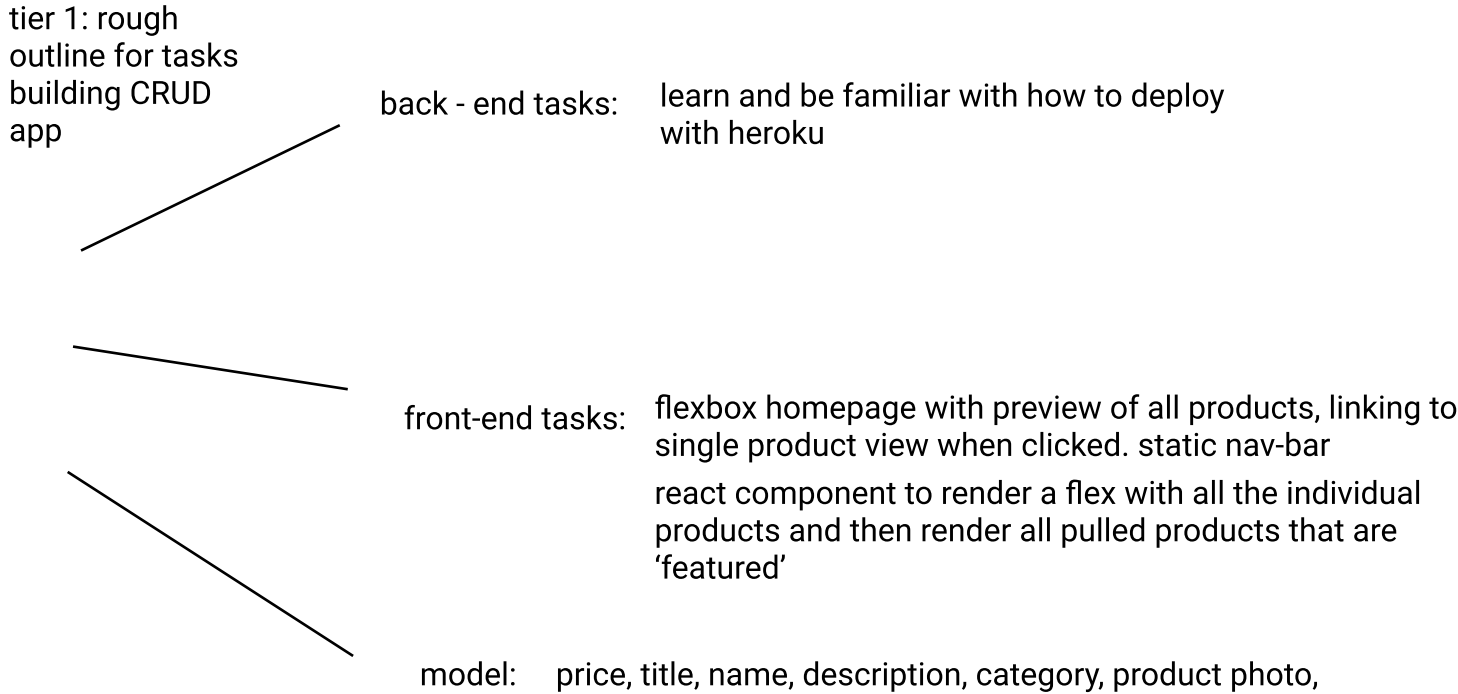 tier 1: rough
outline for tasks
building CRUD
app
back - end tasks:
learn and be familiar with how to deploy
with heroku
front-end tasks:
flexbox homepage with preview of all products, linking to
single product view when clicked. static nav-bar
react component to render a flex with all the individual
products and then render all pulled products that are
‘featured’
model:
price, title, name, description, category, product photo,